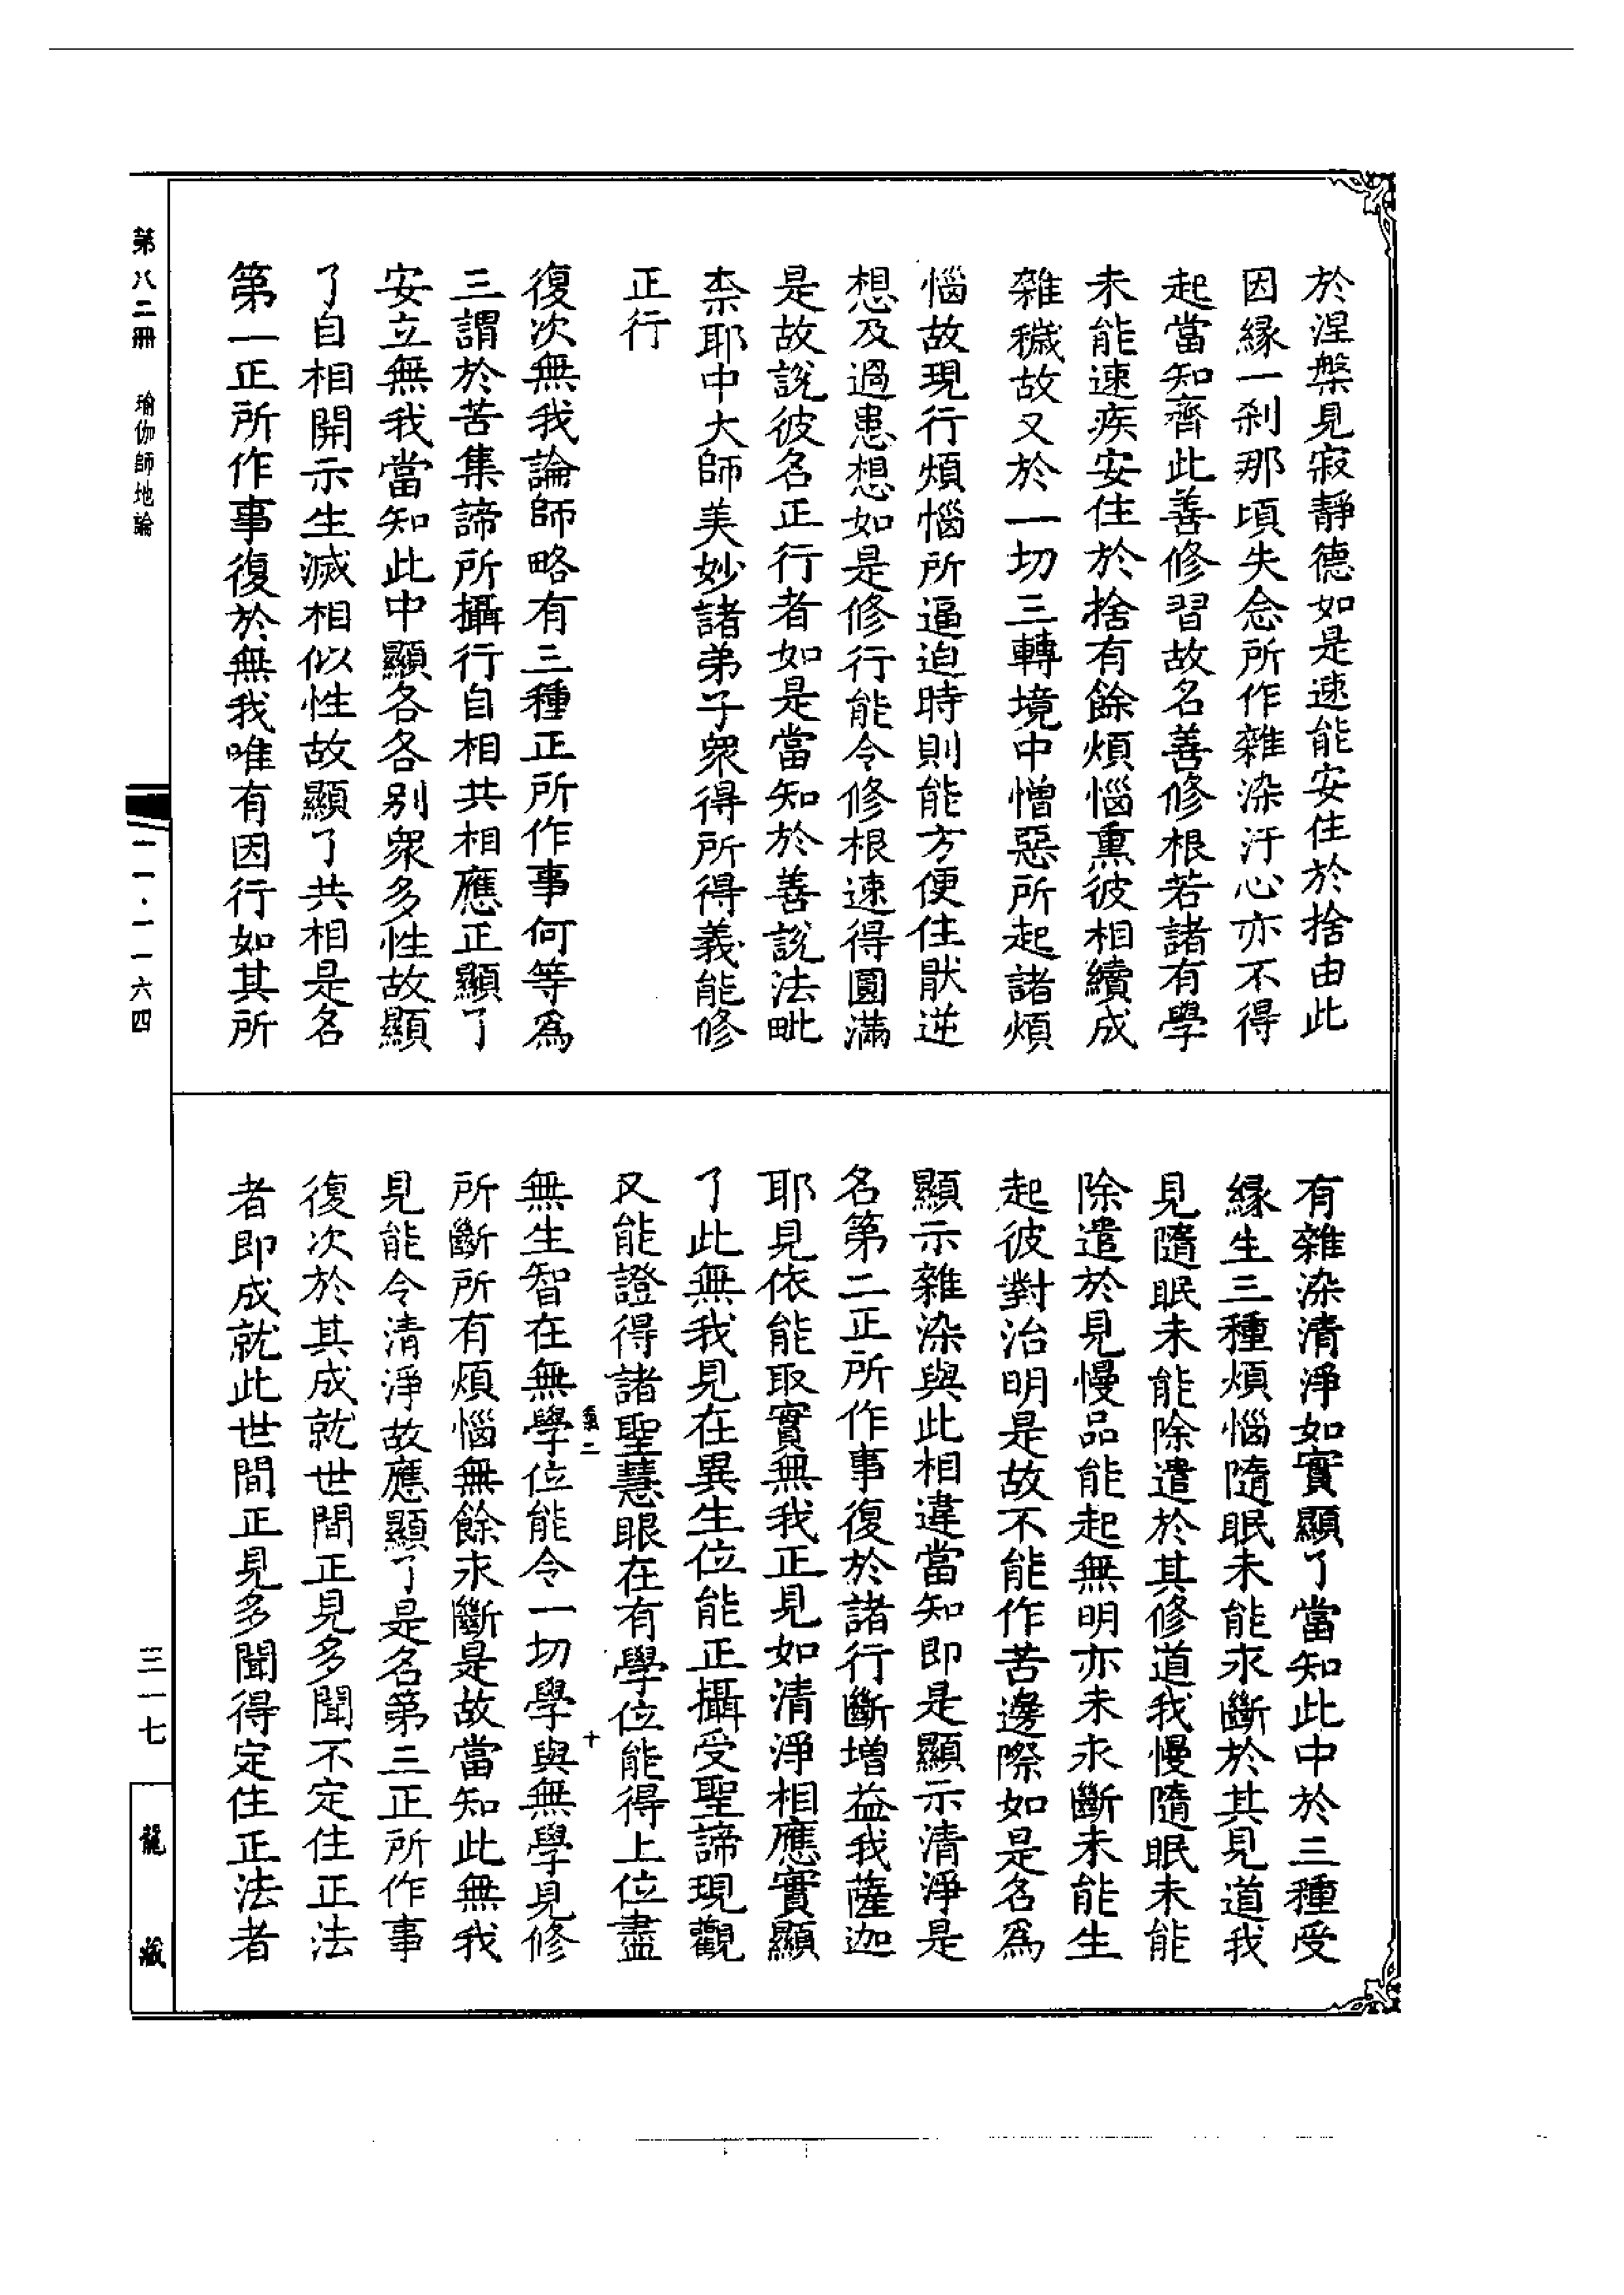 於涅槃見寂靜德如是速能安住於捨由此
因縁一刹那頃失念所作雜染汙心亦不得
起當知齊此善修習故名善修根若諸有學
未能速疾安住於捨有餘煩惱熏彼相續成
雜穢故又於一切三轉境中憎惡所起諸煩
惱故現行煩惱所逼迫時則能方便住猒逆
想及過患想如是修行能令修根速得圓滿
是故說彼名正行者如是當知於善說法毗
柰耶中大師美妙諸弟子衆得所得義能修
正行
復次無我論師略有三種正所作事何等爲
三謂於苦集諦所攝行自相共相應正顯了
安立無我當知此中顯各各別衆多性故顯
了自相開示生滅相似性故顯了共相是名
第一正所作事復於無我唯有因行如其所
有雜染清淨如實顯了當知此中於三種受
縁生三種煩惱隨眠未能永斷於其見道我
見隨眠未能除遣於其修道我慢隨眠未能
除遣於見慢品能起無明亦未永斷未能生
起彼對治明是故不能作苦邊際如是名爲
顯示雜染與此相違當知即是顯示清淨是
名第二正所作事復於諸行斷增益我薩迦
耶見依能取實無我正見如清淨相應實顯
了此無我見在異生位能正攝受聖諦現觀
又能證得諸聖慧眼在有學位能得上位盡
無生智在無學位能令一切學與無學見修
所斷所有煩惱無餘永斷是故當知此無我
見能令清淨故應顯了是名第三正所作事
復次於其成就世間正見多聞不定住正法
者即成就此世間正見多聞得定住正法者
第八二冊 瑜伽師地論
二一·一一六四
三一七
龍藏